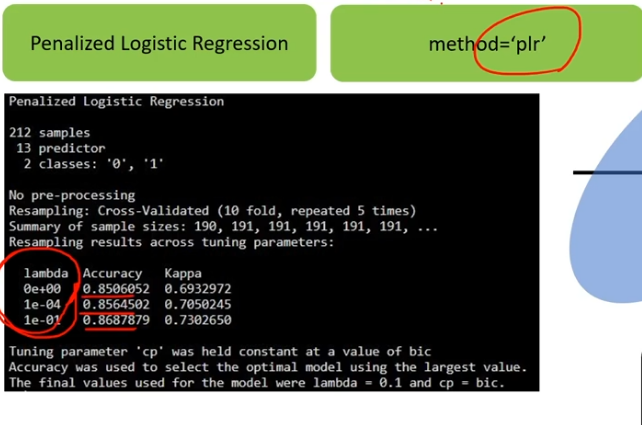 Penalized Logistic Regression
method=‘plr’
Penalized Logistic Regression
212 samples
13 predictor
2 classes: '0', '1'
No pre-processing
Resampling: Cross-Validated (10 fold, repeated 5 times)
Summary of sample sizes: 190, 191, 191, 191, 191, 191, ...
Resampling results across tuning parameters:
lambda Accuracy Kappa
0e+00 0.8506052 0.6932972
1e-04 0.8564502 0.7050245
1e-01 0.8687879 0.7302650
Tuning parameter 'cp' was held constant at a value of bic
Accuracy was used to select the optimal model using the largest value.
The final values used for the model were lambda = 0.1 and cp = bic.